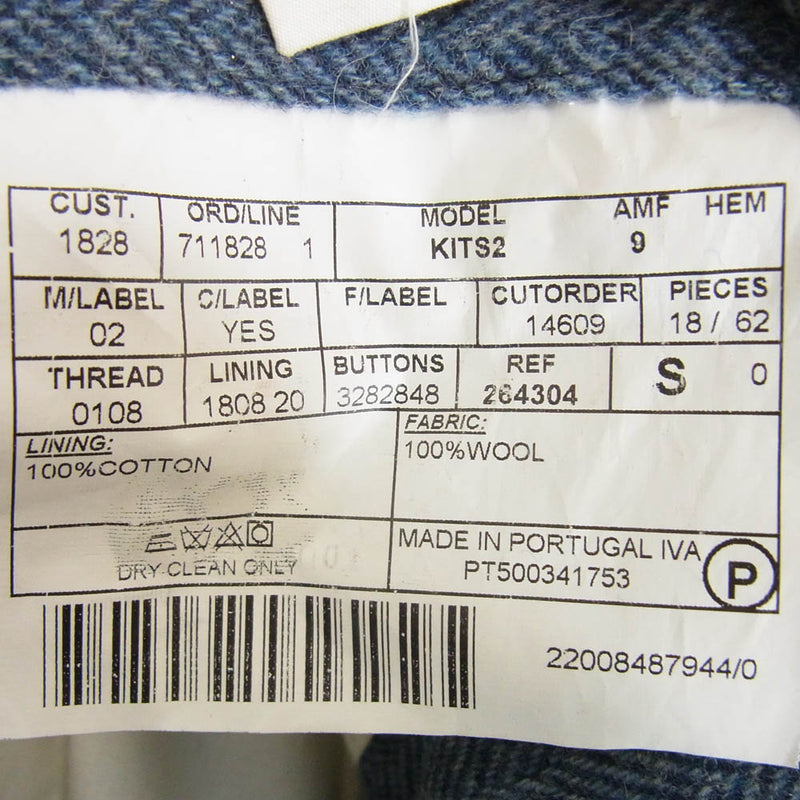 CUST. ORD/LINE MODEL AMF HEM
1828 711828 1 KITS2 9
M/LABEL C/LABEL F/LABEL CUTORDER PIECES
02 YES 14609 18 / 62
THREAD LINING BUTTONS REF S 0
0108 1808 20 3282848 264304
LINING: FABRIC:
100%COTTON 100%WOOL
MADE IN PORTUGAL IVA
DRY CLEAN ONLY PT500341753 P
22008487944/0